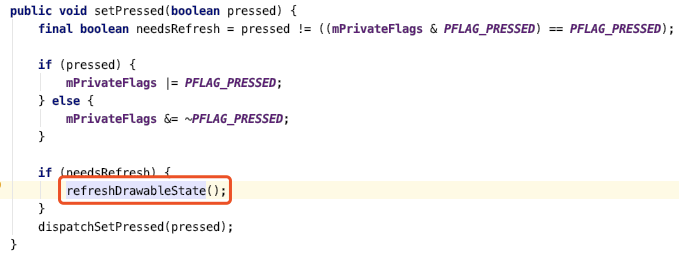 public void setPressed(boolean pressed) {
    final boolean needsRefresh = pressed != ((mPrivateFlags & PFLAG_PRESSED) == PFLAG_PRESSED);

    if (pressed) {
        mPrivateFlags |= PFLAG_PRESSED;
    } else {
        mPrivateFlags &= ~PFLAG_PRESSED;
    }

    if (needsRefresh) {
        refreshDrawableState();
    }
    dispatchSetPressed(pressed);
}